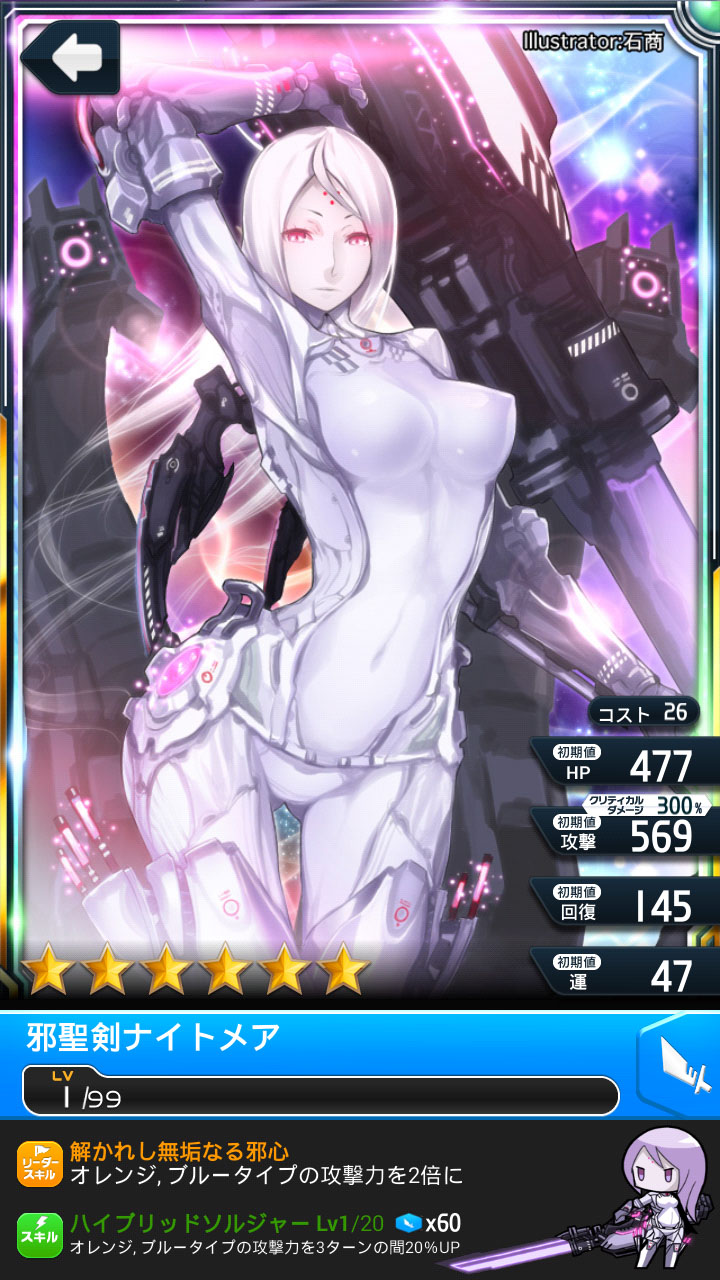 Illustrator:石商
コスト 26
初期値
HP 477
クリティカル
ダメージ 300%
初期値
攻撃 569
初期値
回復 145
初期値
運 47
邪聖剣ナイトメア
LV
1/99
リーダー
スキル
解かれし無垢なる邪心
オレンジ,ブルータイプの攻撃力を2倍に
スキル
ハイブリッドソルジャー Lv1/20 x60
オレンジ,ブルータイプの攻撃力を3ターンの間20%UP